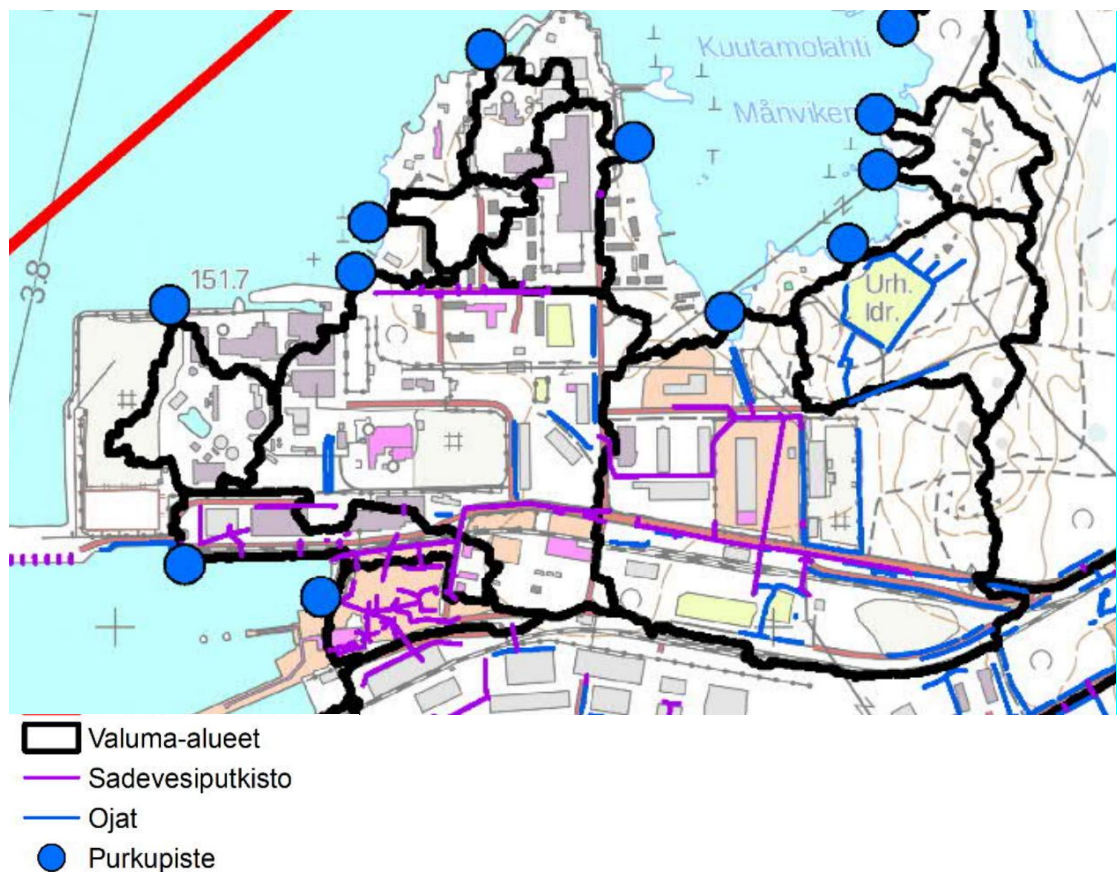 Kuutamolahti
Månviken
3.8
151.7
Urh.
ldr.
Valuma-alueet
Sadevesiputkisto
Ojat
Purkupiste